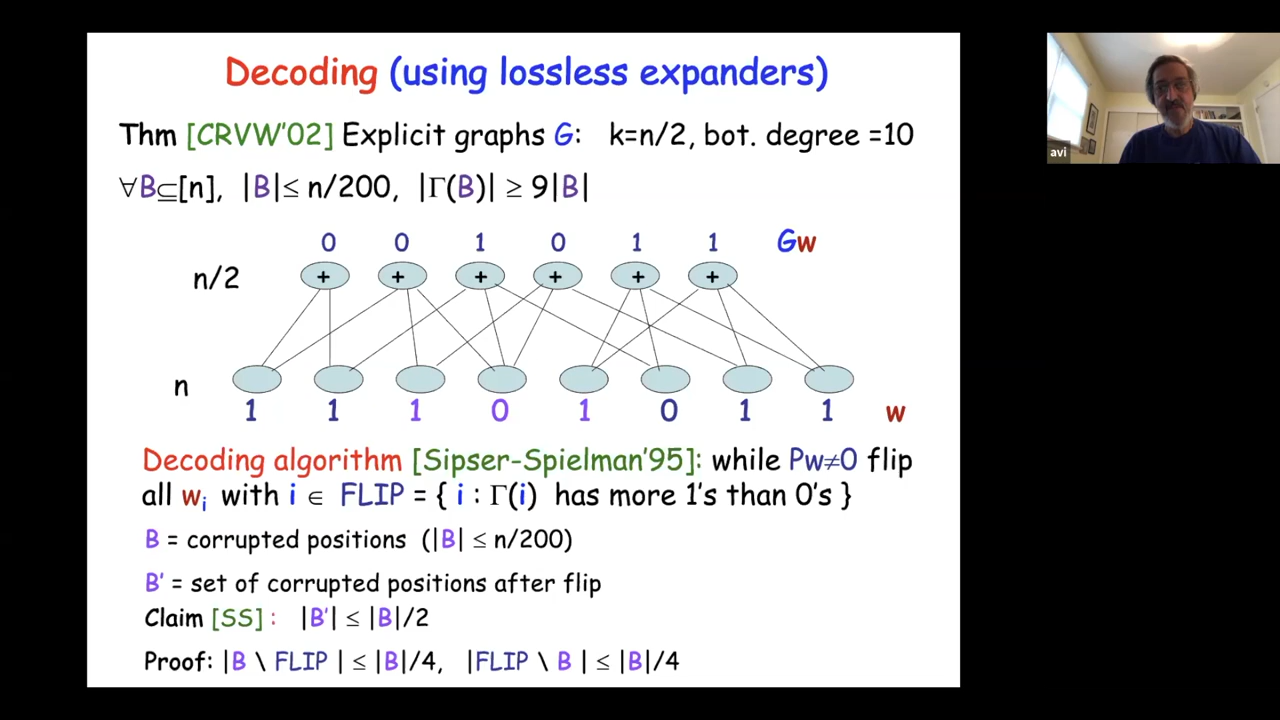 Decoding (using lossless expanders)
Thm [CRVW'02] Explicit graphs G: k=n/2, bot. degree =10
∀B⊆[n], |B|≤ n/200, |Γ(B)| ≥ 9|B|
0 0 1 0 1 1 Gw
n/2 + + + + + +
n
1 1 1 0 1 0 1 1 w
Decoding algorithm [Sipser-Spielman'95]: while Pw≠0 flip
all wᵢ with i ∈ FLIP = { i : Γ(i) has more 1's than 0's }
B = corrupted positions (|B| ≤ n/200)
B' = set of corrupted positions after flip
Claim [SS] : |B'| ≤ |B|/2
Proof: |B \ FLIP | ≤ |B|/4, |FLIP \ B | ≤ |B|/4
avi